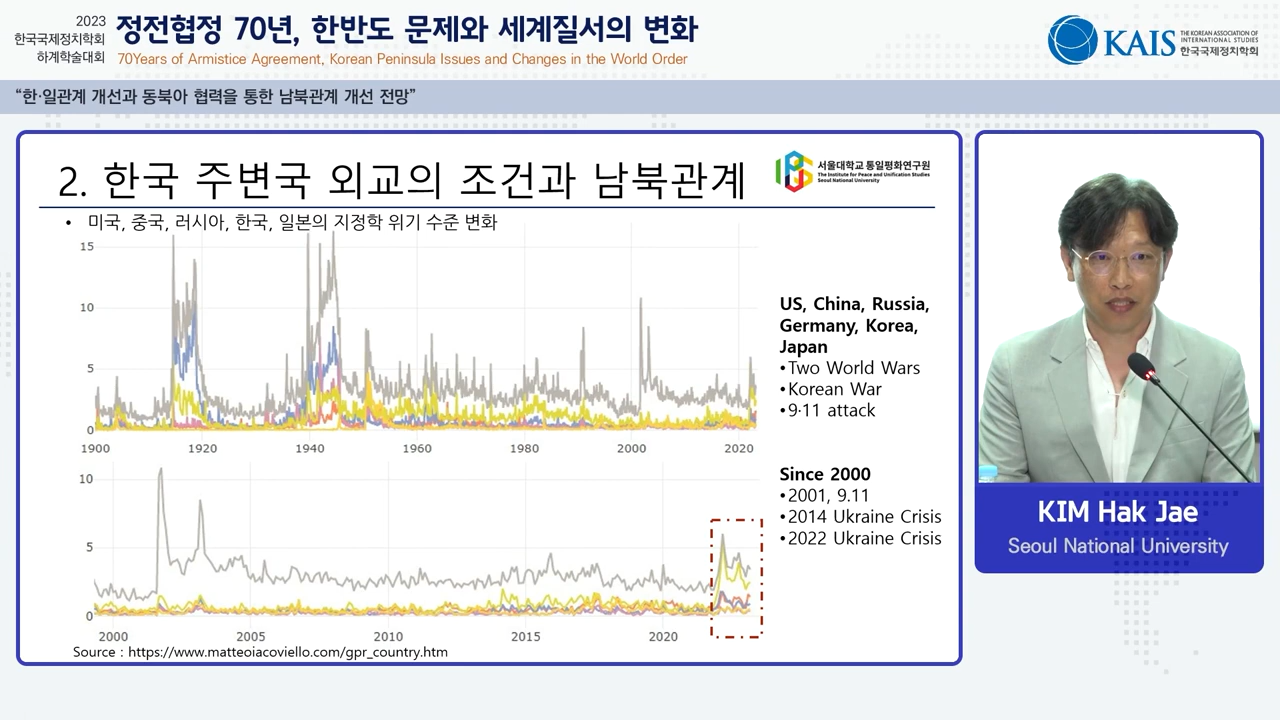 2023
한국국제정치학회
하계학술대회
정전협정 70년, 한반도 문제와 세계질서의 변화
70Years of Armistice Agreement, Korean Peninsula Issues and Changes in the World Order
KAIS
THE KOREAN ASSOCIATION OF
INTERNATIONAL STUDIES
한국국제정치학회
“한·일관계 개선과 동북아 협력을 통한 남북관계 개선 전망”
2. 한국 주변국 외교의 조건과 남북관계
IPUS
서울대학교 통일평화연구원
The Institute for Peace and Unification Studies
Seoul National University
• 미국, 중국, 러시아, 한국, 일본의 지정학 위기 수준 변화
15
10
5
0
1900 1920 1940 1960 1980 2000 2020
US, China, Russia,
Germany, Korea,
Japan
•Two World Wars
•Korean War
•9·11 attack
10
5
0
2000 2005 2010 2015 2020
Since 2000
•2001, 9.11
•2014 Ukraine Crisis
•2022 Ukraine Crisis
Source : https://www.matteoiacoviello.com/gpr_country.htm
KIM Hak Jae
Seoul National University